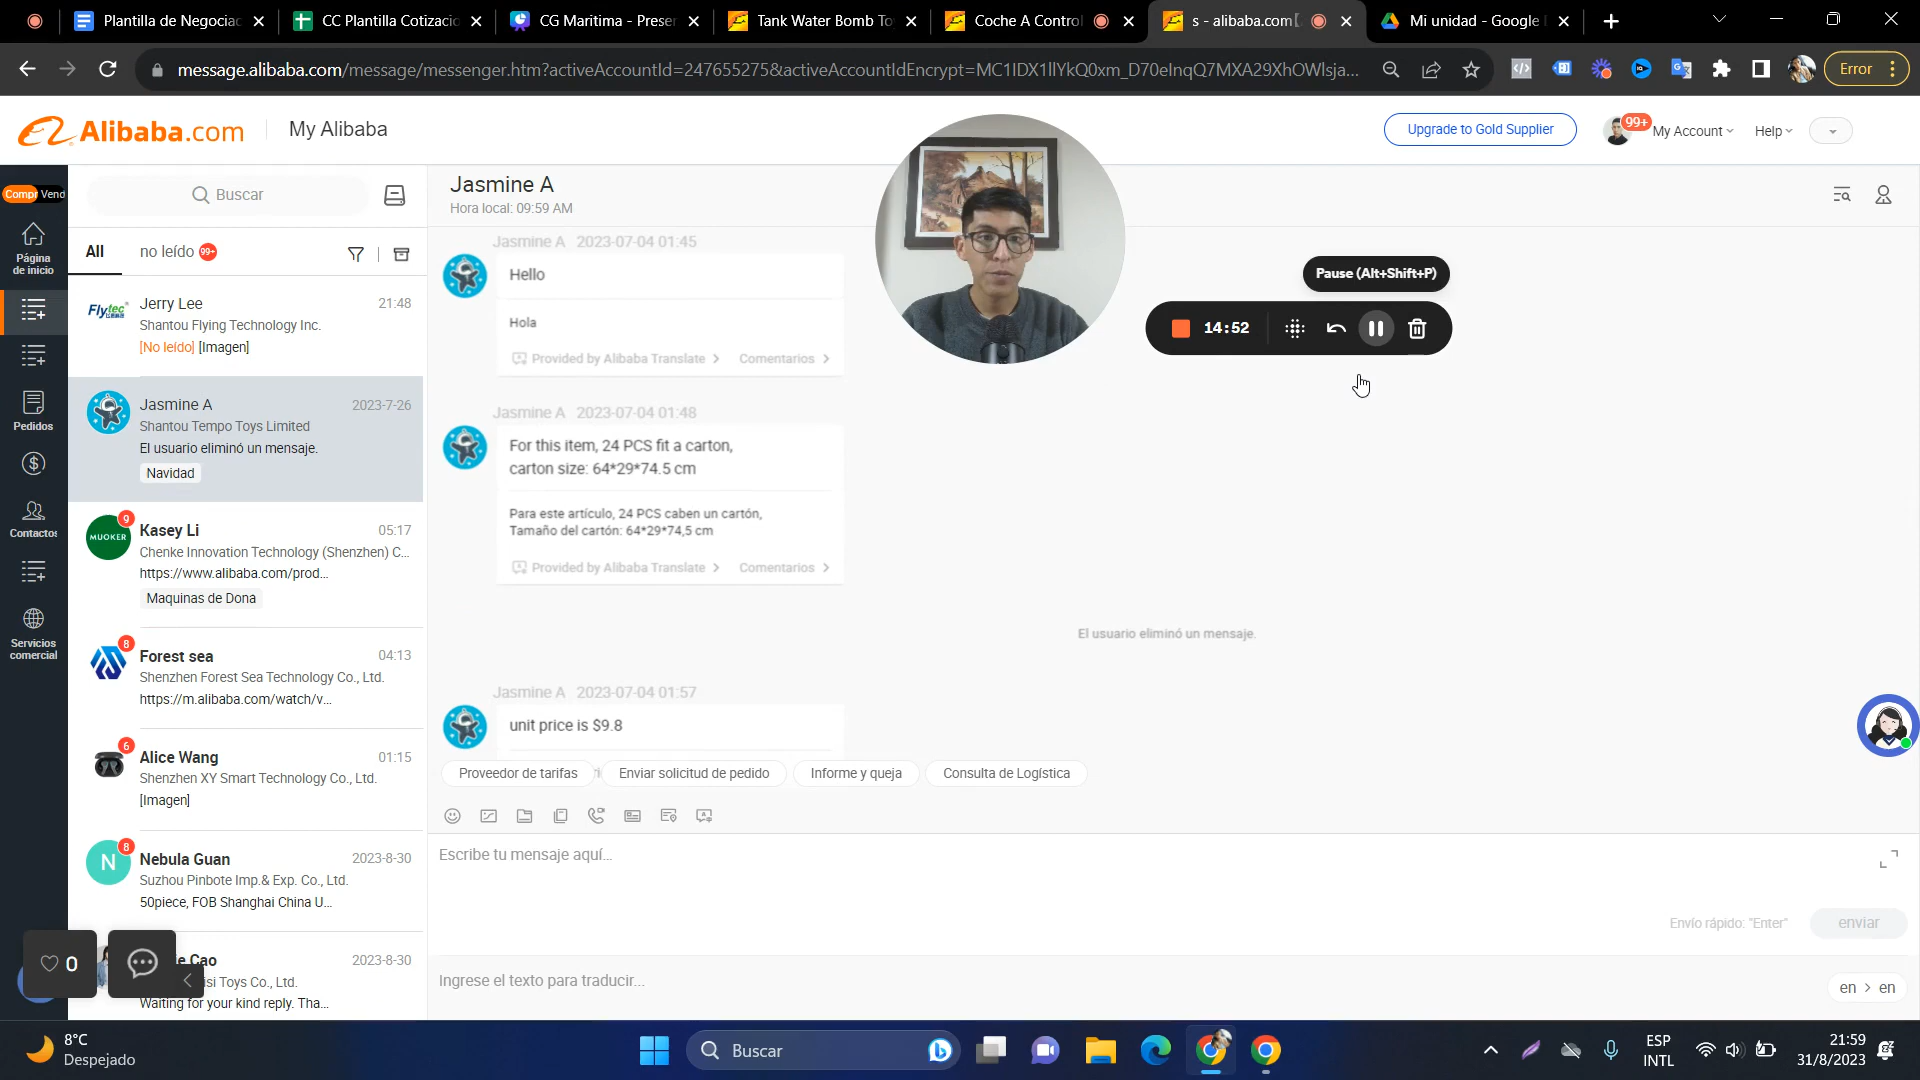 Plantilla de Negociac
CC Plantilla Cotizacio
CG Maritima - Presen
Tank Water Bomb To
Coche A Control
s - alibaba.com
Mi unidad - Google
message.alibaba.com/message/messenger.htm?activeAccountId=247655275&activeAccountIdEncrypt=MC1IDX1llYkQ0xm_D70eInqQ7MXA29XhOWlsja...
Error
Alibaba.com
My Alibaba
Upgrade to Gold Supplier
99+
My Account
Help
Compr
Vend
Página
de inicio
Pedidos
Contactos
Servicios
comercial
Buscar
All
no leído
99+
Flytec
Jerry Lee
21:48
Shantou Flying Technology Inc.
[No leído] [Imagen]
Jasmine A
2023-7-26
Shantou Tempo Toys Limited
El usuario eliminó un mensaje.
Navidad
9
MUOKER
Kasey Li
05:17
Chenke Innovation Technology (Shenzhen) C...
https://www.alibaba.com/prod...
Maquinas de Dona
8
Forest sea
04:13
Shenzhen Forest Sea Technology Co., Ltd.
https://m.alibaba.com/watch/v...
6
Alice Wang
01:15
Shenzhen XY Smart Technology Co., Ltd.
[Imagen]
8
N
Nebula Guan
2023-8-30
Suzhou Pinbote Imp.& Exp. Co., Ltd.
50piece, FOB Shanghai China U...
e Cao
2023-8-30
isi Toys Co., Ltd.
Waiting for your kind reply. Tha...
0
Jasmine A
Hora local: 09:59 AM
Jasmine A 2023-07-04 01:45
Hello
Hola
Provided by Alibaba Translate
Comentarios
Jasmine A 2023-07-04 01:48
For this item, 24 PCS fit a carton,
carton size: 64*29*74.5 cm
Para este artículo, 24 PCS caben un cartón,
Tamaño del cartón: 64*29*74,5 cm
Provided by Alibaba Translate
Comentarios
El usuario eliminó un mensaje.
Jasmine A 2023-07-04 01:57
unit price is $9.8
Proveedor de tarifas
Enviar solicitud de pedido
Informe y queja
Consulta de Logística
Escribe tu mensaje aquí...
Envío rápido: "Enter"
enviar
Ingrese el texto para traducir...
en > en
Pause (Alt+Shift+P)
14:52
8°C
Despejado
Buscar
ESP
INTL
21:59
31/8/2023